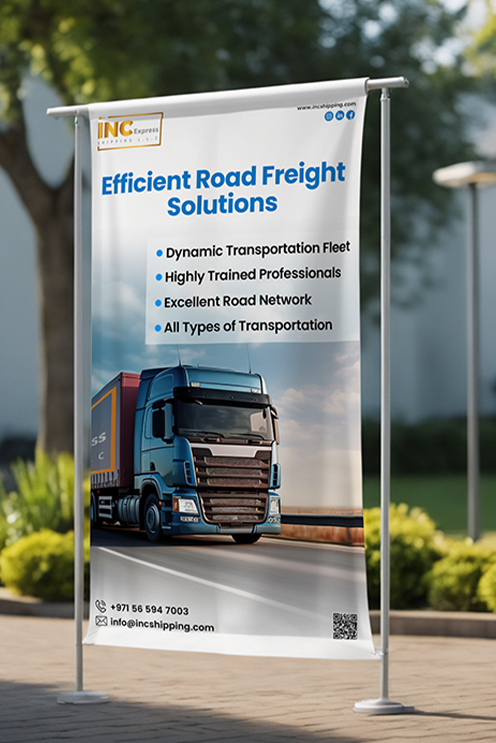 www.incshipping.com
INC Express
SHIPPING L.L.C
Efficient Road Freight
Solutions
Dynamic Transportation Fleet
Highly Trained Professionals
Excellent Road Network
All Types of Transportation
SS
C
+971 56 594 7003
info@incshipping.com